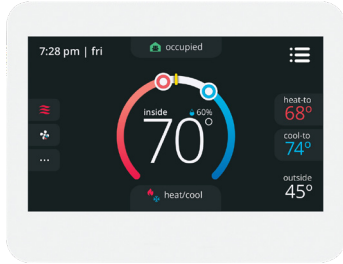 7:28 pm | fri
occupied
inside
60%
70°
heat-to
68°
cool-to
74°
outside
45°
heat/cool